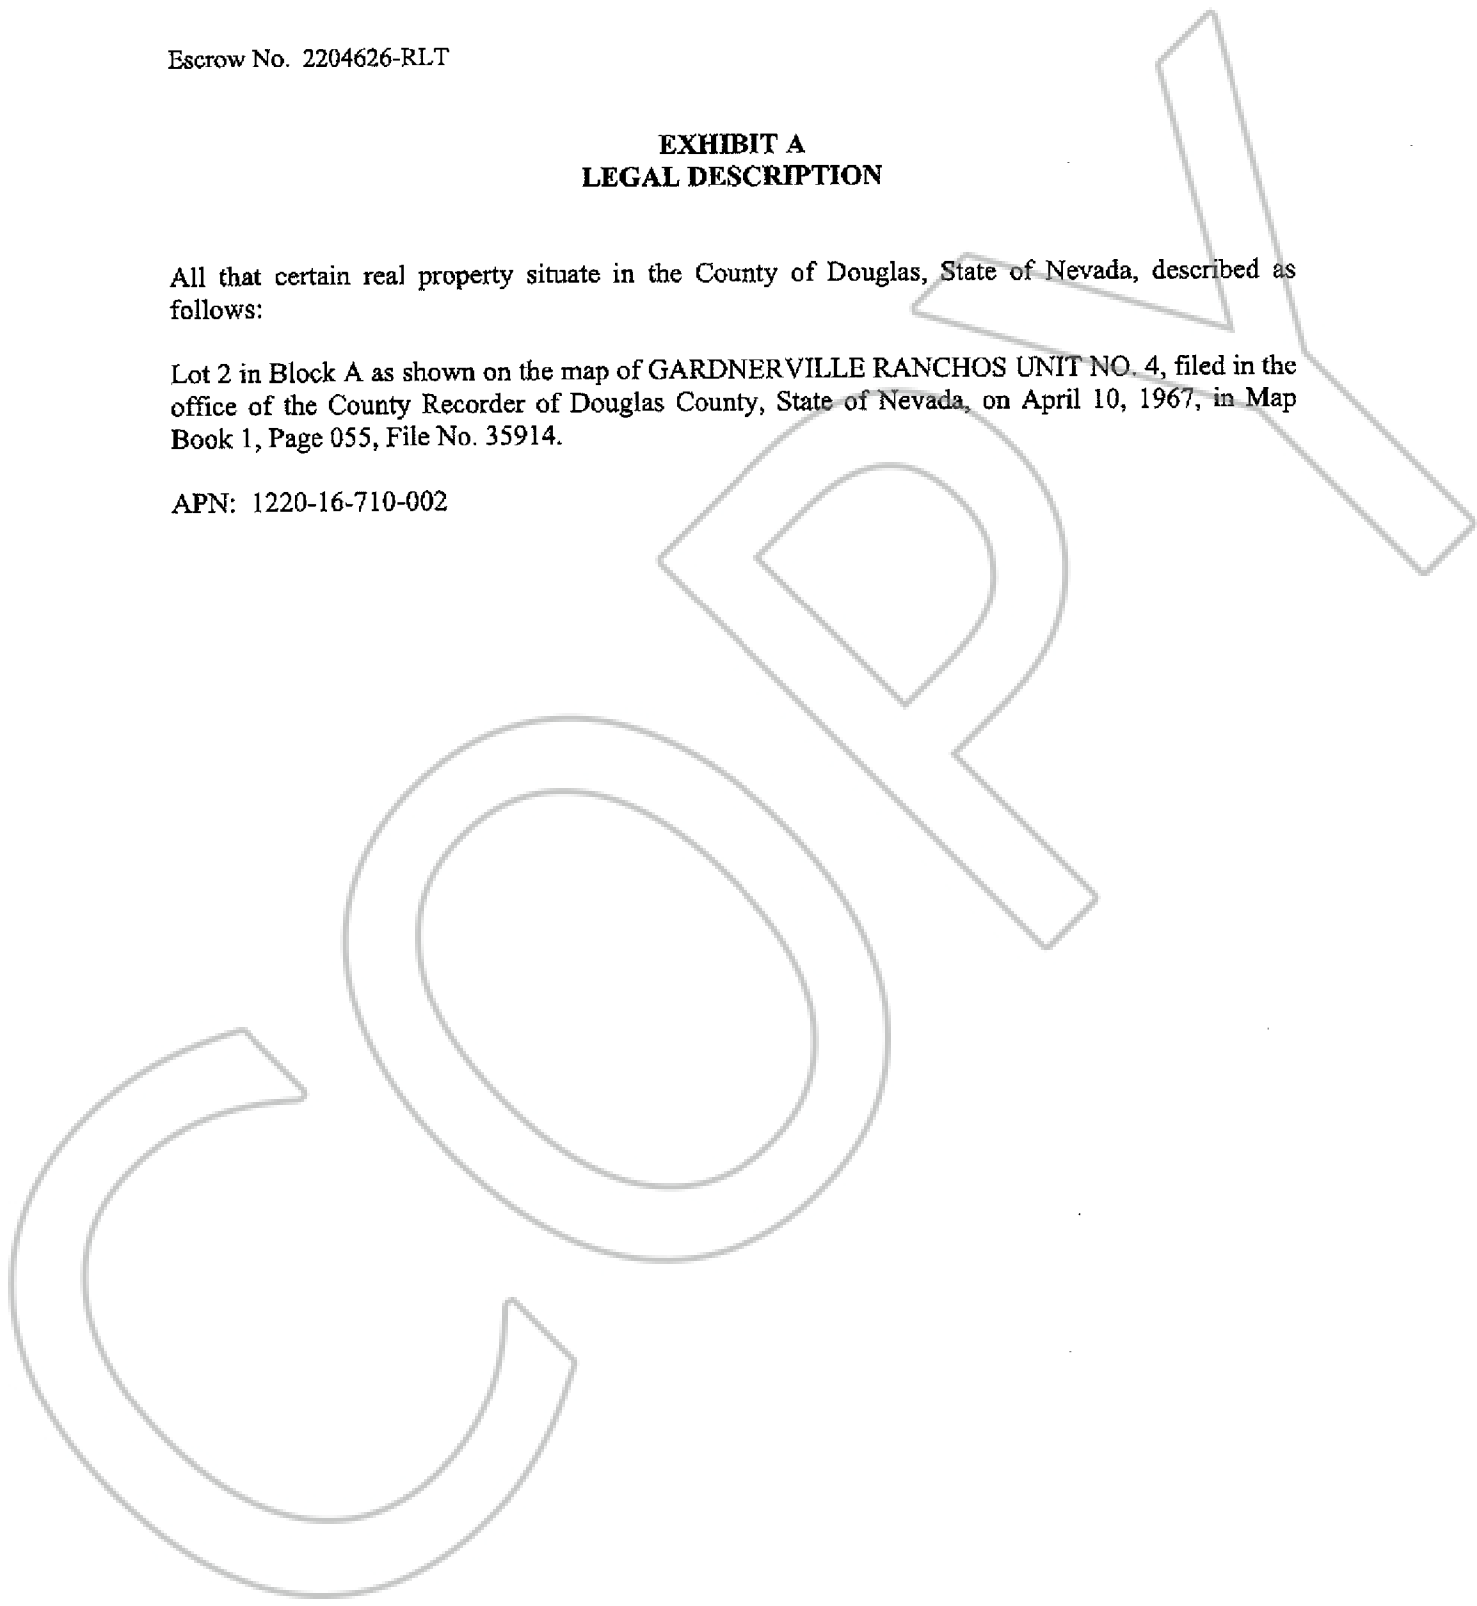 Escrow No. 2204626-RLT
EXHIBIT A
LEGAL DESCRIPTION
All that certain real property situate in the County of Douglas, State of Nevada, described as
follows:
Lot 2 in Block A as shown on the map of GARDNERVILLE RANCHOS UNIT NO. 4, filed in the
office of the County Recorder of Douglas County, State of Nevada, on April 10, 1967, in Map
Book 1, Page 055, File No. 35914.
APN: 1220-16-710-002
COPY